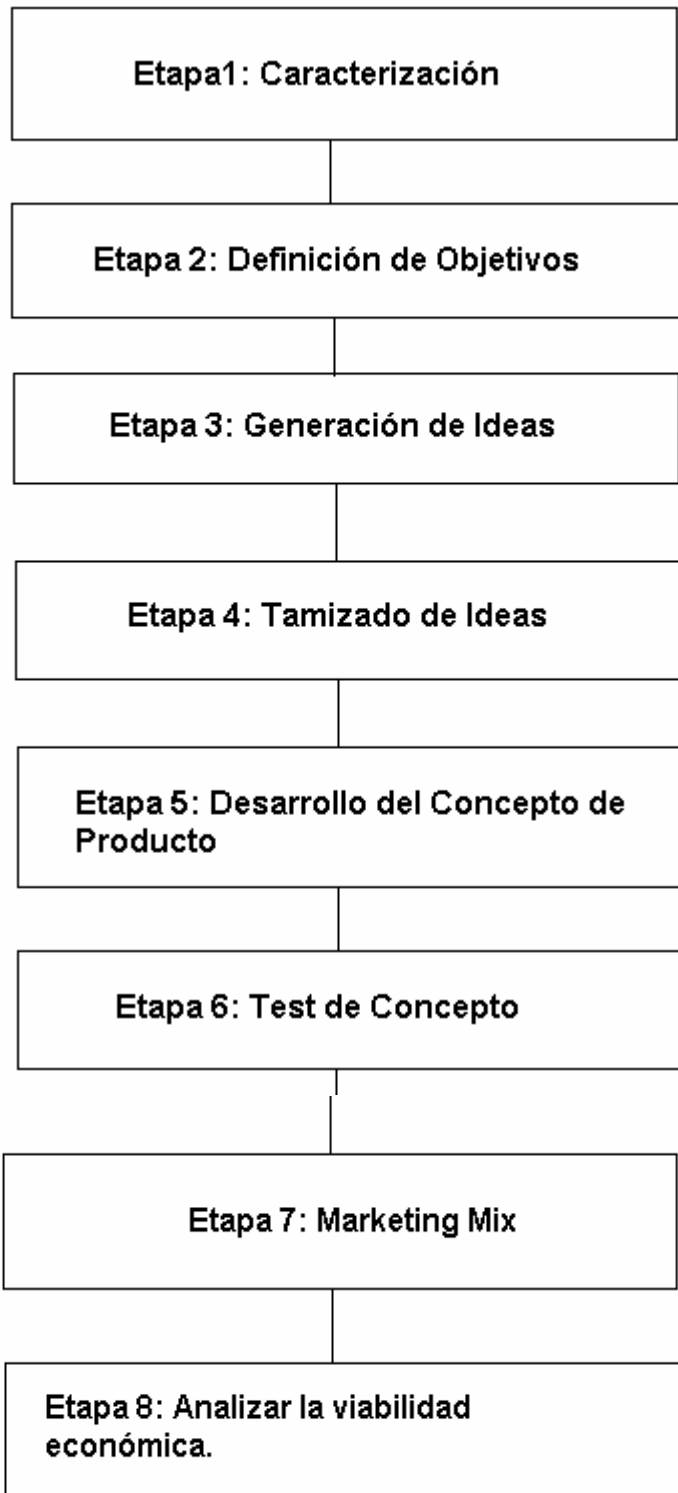 Etapa1: Caracterización
Etapa 2: Definición de Objetivos
Etapa 3: Generación de Ideas
Etapa 4: Tamizado de Ideas
Etapa 5: Desarrollo del Concepto de
Producto
Etapa 6: Test de Concepto
Etapa 7: Marketing Mix
Etapa 8: Analizar la viabilidad
económica.